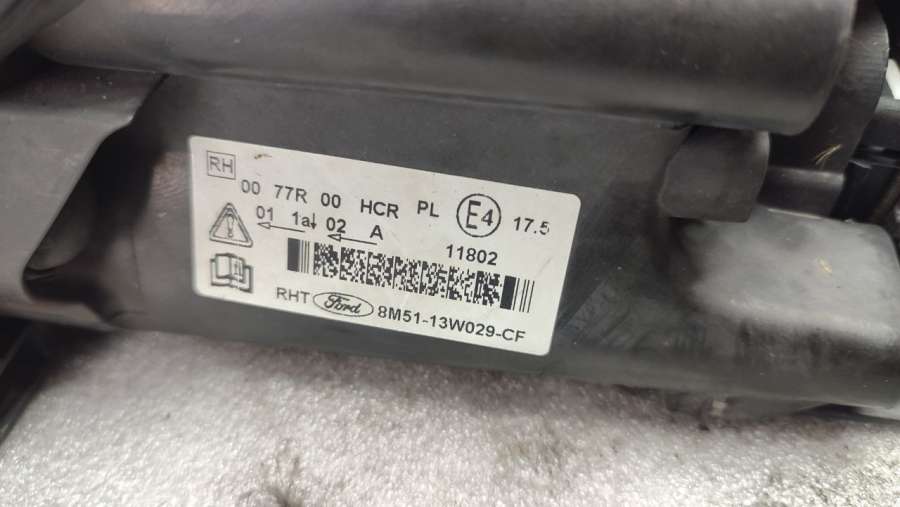 RH
00 77R 00 HCR PL E4 17.5
01 1a↓ 02 A 11802
RHT Ford 8M51-13W029-CF